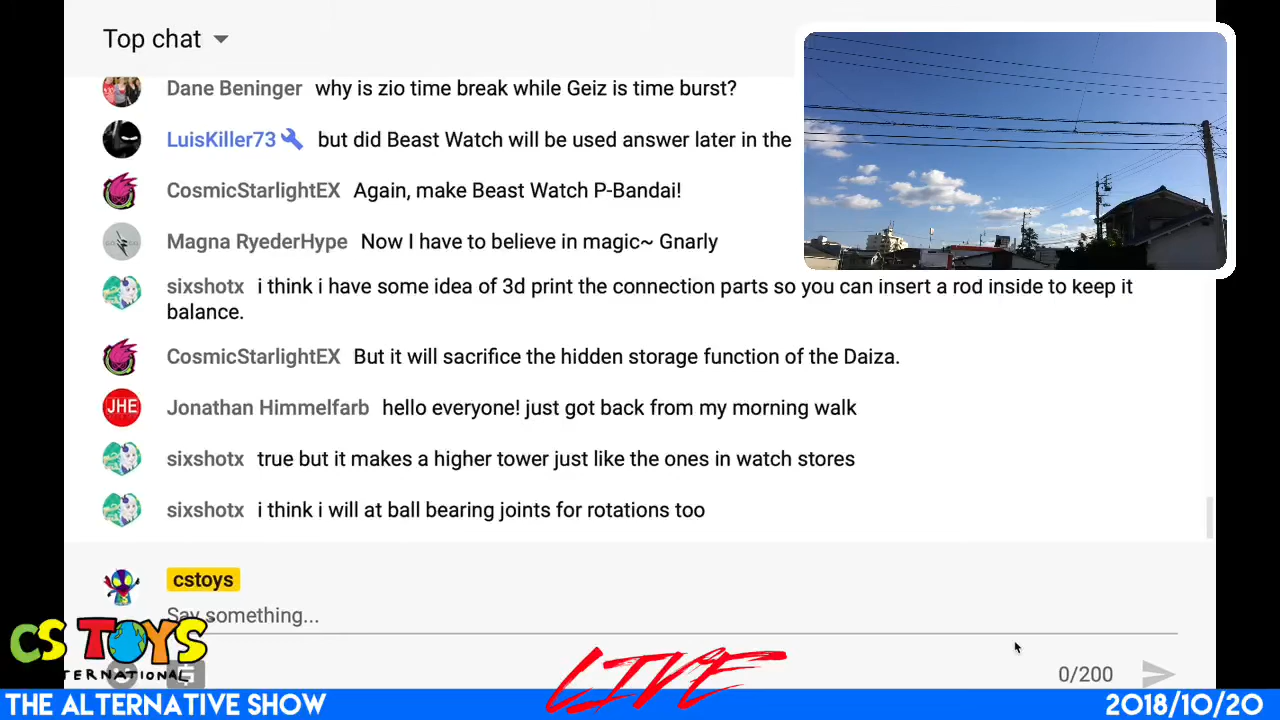 Top chat
Dane Beninger why is zio time break while Geiz is time burst?
LuisKiller73 but did Beast Watch will be used answer later in the
CosmicStarlightEX Again, make Beast Watch P-Bandai!
Magna RyederHype Now I have to believe in magic~ Gnarly
sixshotx i think i have some idea of 3d print the connection parts so you can insert a rod inside to keep it
balance.
CosmicStarlightEX But it will sacrifice the hidden storage function of the Daiza.
JHE Jonathan Himmelfarb hello everyone! just got back from my morning walk
sixshotx true but it makes a higher tower just like the ones in watch stores
sixshotx i think i will at ball bearing joints for rotations too
cstoys
Say something...
CS TOYS
TERNATIONAL
LIVE
0/200
THE ALTERNATIVE SHOW
2018/10/20